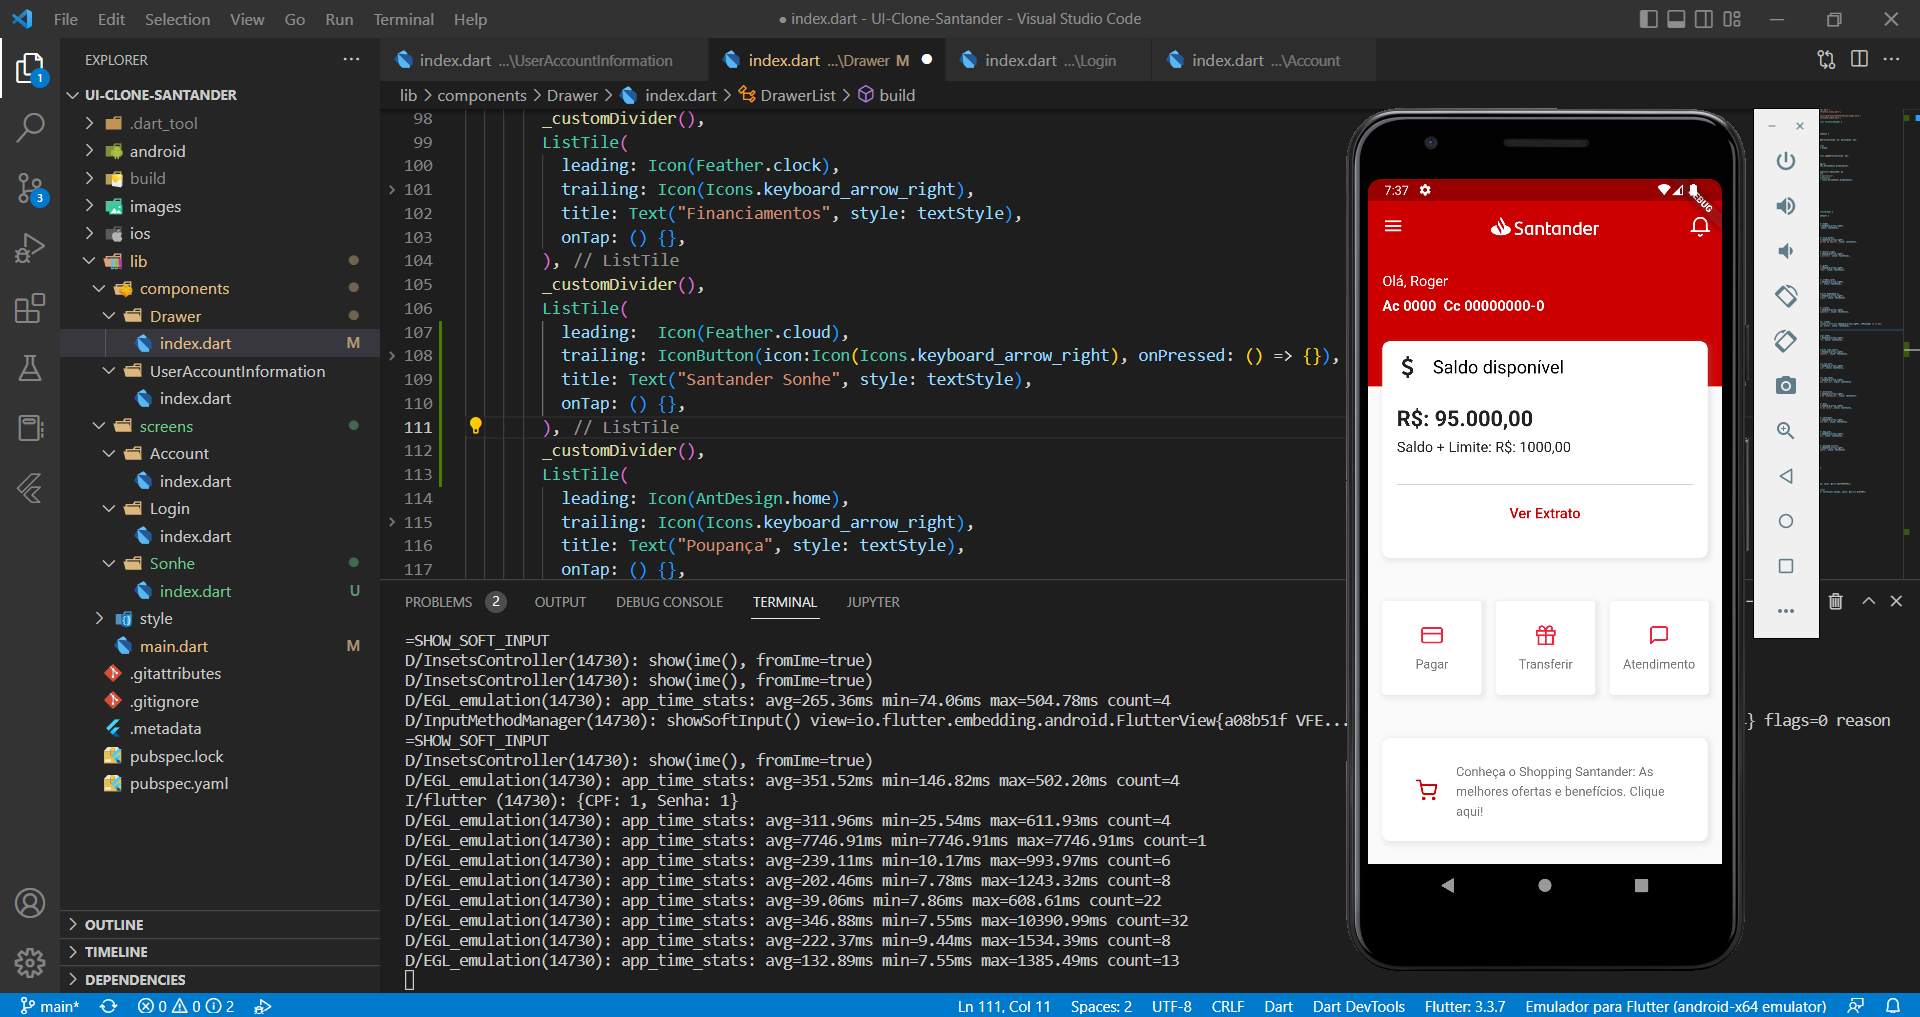 File Edit Selection View Go Run Terminal Help
● index.dart - UI-Clone-Santander - Visual Studio Code
EXPLORER
UI-CLONE-SANTANDER
.dart_tool
android
build
images
ios
lib
components
Drawer
index.dart M
UserAccountInformation
index.dart
screens
Account
index.dart
Login
index.dart
Sonhe
index.dart U
style
main.dart M
.gitattributes
.gitignore
.metadata
pubspec.lock
pubspec.yaml
OUTLINE
TIMELINE
DEPENDENCIES
1
3
index.dart ...\UserAccountInformation
index.dart ...\Drawer M
index.dart ...\Login
index.dart ...\Account
lib > components > Drawer > index.dart > DrawerList > build
98 _customDivider(),
99 ListTile(
100 leading: Icon(Feather.clock),
101 trailing: Icon(Icons.keyboard_arrow_right),
102 title: Text("Financiamentos", style: textStyle),
103 onTap: () {},
104 ), // ListTile
105 _customDivider(),
106 ListTile(
107 leading:  Icon(Feather.cloud),
108 trailing: IconButton(icon:Icon(Icons.keyboard_arrow_right), onPressed: () => {}),
109 title: Text("Santander Sonhe", style: textStyle),
110 onTap: () {},
111 ), // ListTile
112 _customDivider(),
113 ListTile(
114 leading: Icon(AntDesign.home),
115 trailing: Icon(Icons.keyboard_arrow_right),
116 title: Text("Poupança", style: textStyle),
117 onTap: () {},
PROBLEMS 2 OUTPUT DEBUG CONSOLE TERMINAL JUPYTER
=SHOW_SOFT_INPUT
D/InsetsController(14730): show(ime(), fromIme=true)
D/InsetsController(14730): show(ime(), fromIme=true)
D/EGL_emulation(14730): app_time_stats: avg=265.36ms min=74.06ms max=504.78ms count=4
D/InputMethodManager(14730): showSoftInput() view=io.flutter.embedding.android.FlutterView{a08b51f VFE... } flags=0 reason
=SHOW_SOFT_INPUT
D/InsetsController(14730): show(ime(), fromIme=true)
D/EGL_emulation(14730): app_time_stats: avg=351.52ms min=146.82ms max=502.20ms count=4
I/flutter (14730): {CPF: 1, Senha: 1}
D/EGL_emulation(14730): app_time_stats: avg=311.96ms min=25.54ms max=611.93ms count=4
D/EGL_emulation(14730): app_time_stats: avg=7746.91ms min=7746.91ms max=7746.91ms count=1
D/EGL_emulation(14730): app_time_stats: avg=239.11ms min=10.17ms max=993.97ms count=6
D/EGL_emulation(14730): app_time_stats: avg=202.46ms min=7.78ms max=1243.32ms count=8
D/EGL_emulation(14730): app_time_stats: avg=39.06ms min=7.86ms max=608.61ms count=22
D/EGL_emulation(14730): app_time_stats: avg=346.88ms min=7.55ms max=10390.99ms count=32
D/EGL_emulation(14730): app_time_stats: avg=222.37ms min=9.44ms max=1534.39ms count=8
D/EGL_emulation(14730): app_time_stats: avg=132.89ms min=7.55ms max=1385.49ms count=13
7:37
DEBUG
Santander
Olá, Roger
Ac 0000 Cc 00000000-0
Saldo disponível
R$: 95.000,00
Saldo + Limite: R$: 1000,00
Ver Extrato
Pagar
Transferir
Atendimento
Conheça o Shopping Santander: As
melhores ofertas e benefícios. Clique
aqui!
main* 0 0 2
Ln 111, Col 11 Spaces: 2 UTF-8 CRLF Dart Dart DevTools Flutter: 3.3.7 Emulador para Flutter (android-x64 emulator)